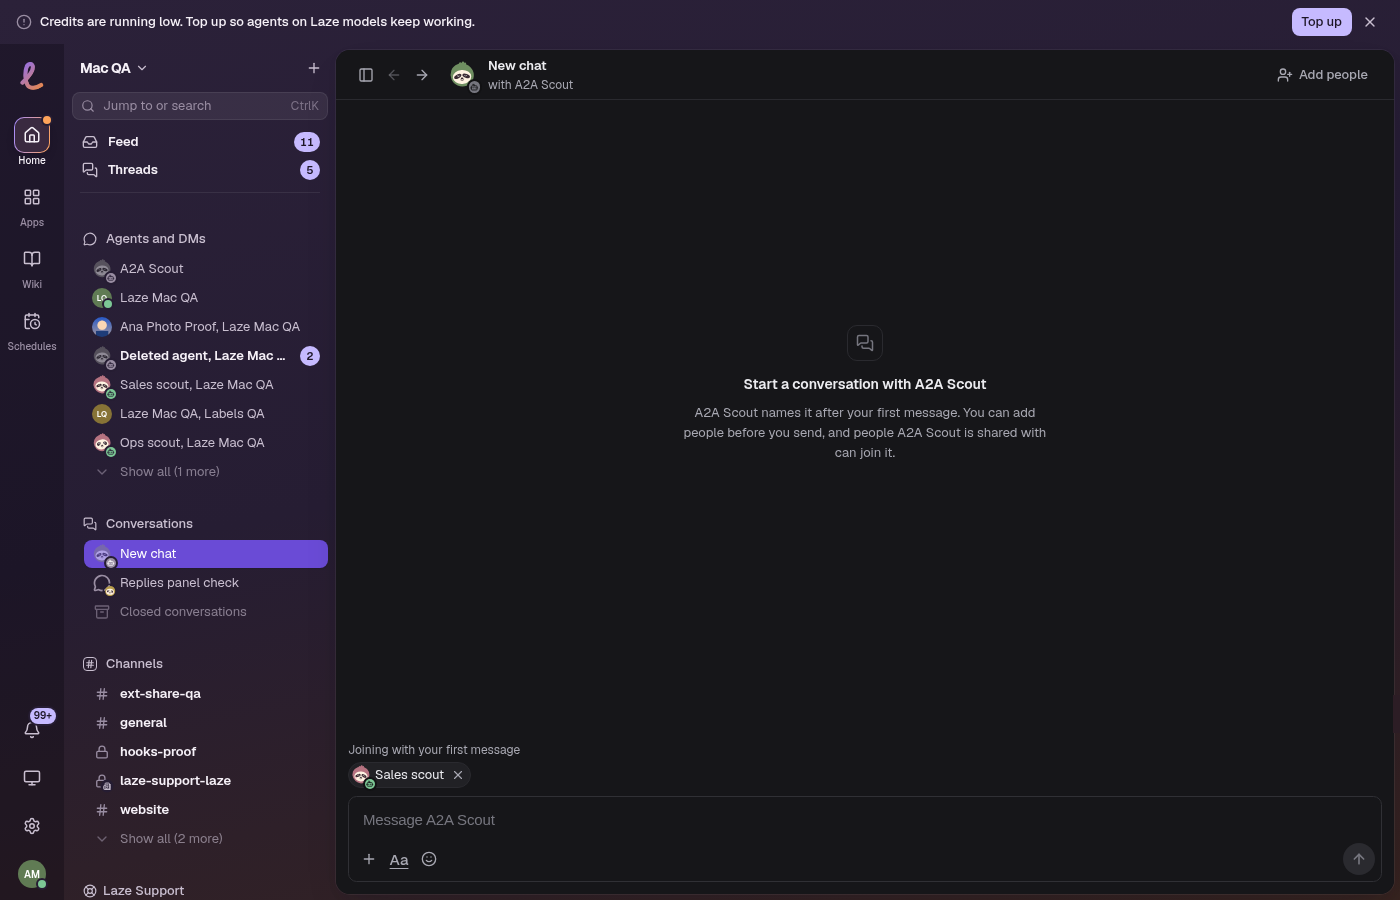 Credits are running low. Top up so agents on Laze models keep working.
Top up
Mac QA
Jump to or search
CtrlK
Feed
11
Threads
5
Home
Apps
Wiki
Schedules
99+
AM
Agents and DMs
A2A Scout
LQ
Laze Mac QA
Ana Photo Proof, Laze Mac QA
Deleted agent, Laze Mac ...
2
Sales scout, Laze Mac QA
LQ
Laze Mac QA, Labels QA
Ops scout, Laze Mac QA
Show all (1 more)
Conversations
New chat
Replies panel check
Closed conversations
Channels
ext-share-qa
general
hooks-proof
laze-support-laze
website
Show all (2 more)
Laze Support
New chat
with A2A Scout
Add people
Start a conversation with A2A Scout
A2A Scout names it after your first message. You can add
people before you send, and people A2A Scout is shared with
can join it.
Joining with your first message
Sales scout
Message A2A Scout
Aa